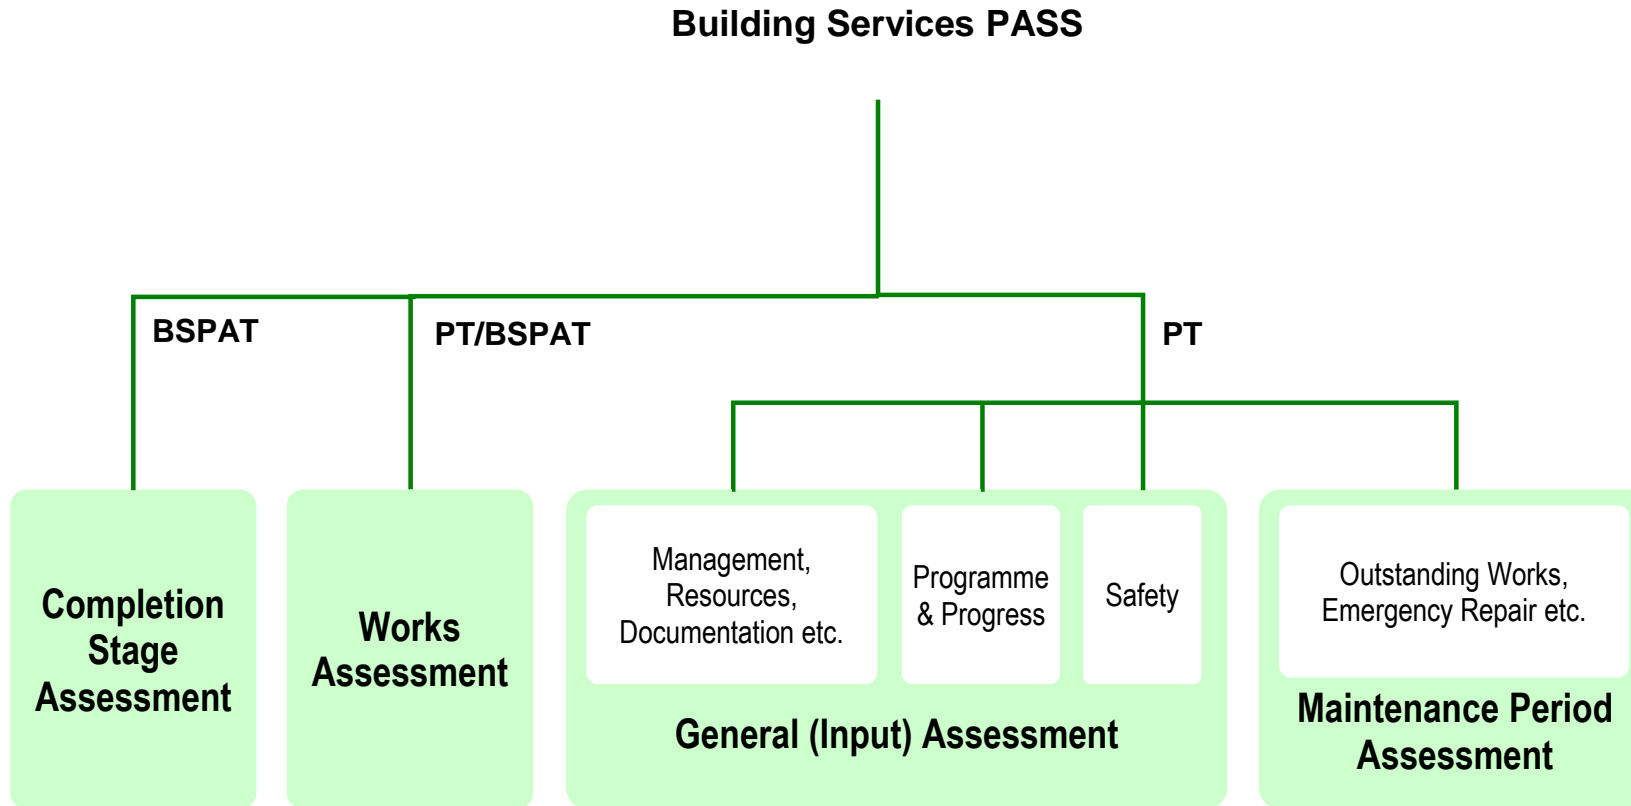 Building Services PASS
BSPAT
PT/BSPAT
PT
Completion
Stage
Assessment
Works
Assessment
Management,
Resources,
Documentation etc.
Programme
& Progress
Safety
General (Input) Assessment
Outstanding Works,
Emergency Repair etc.
Maintenance Period
Assessment